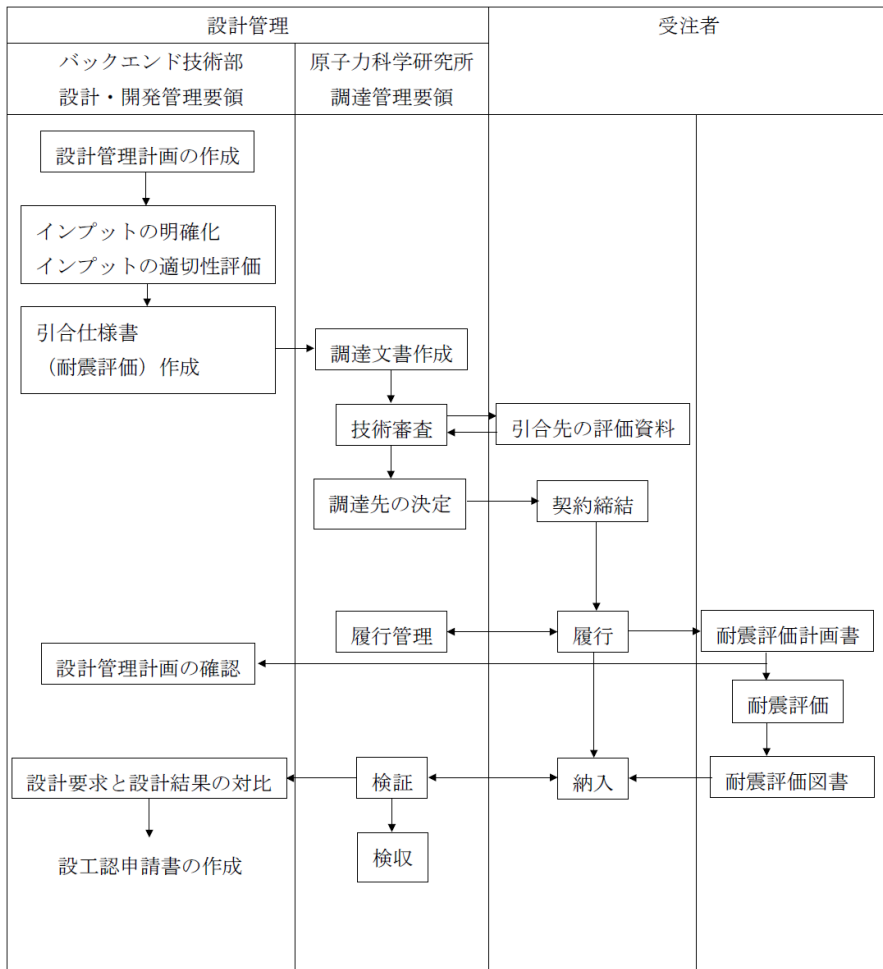 設計管理
受注者
バックエンド技術部
設計・開発管理要領
原子力科学研究所
調達管理要領
設計管理計画の作成
インプットの明確化
インプットの適切性評価
引合仕様書
（耐震評価）作成
調達文書作成
技術審査
引合先の評価資料
調達先の決定
契約締結
履行管理
履行
耐震評価計画書
設計管理計画の確認
耐震評価
設計要求と設計結果の対比
検証
納入
耐震評価図書
検収
設工認申請書の作成